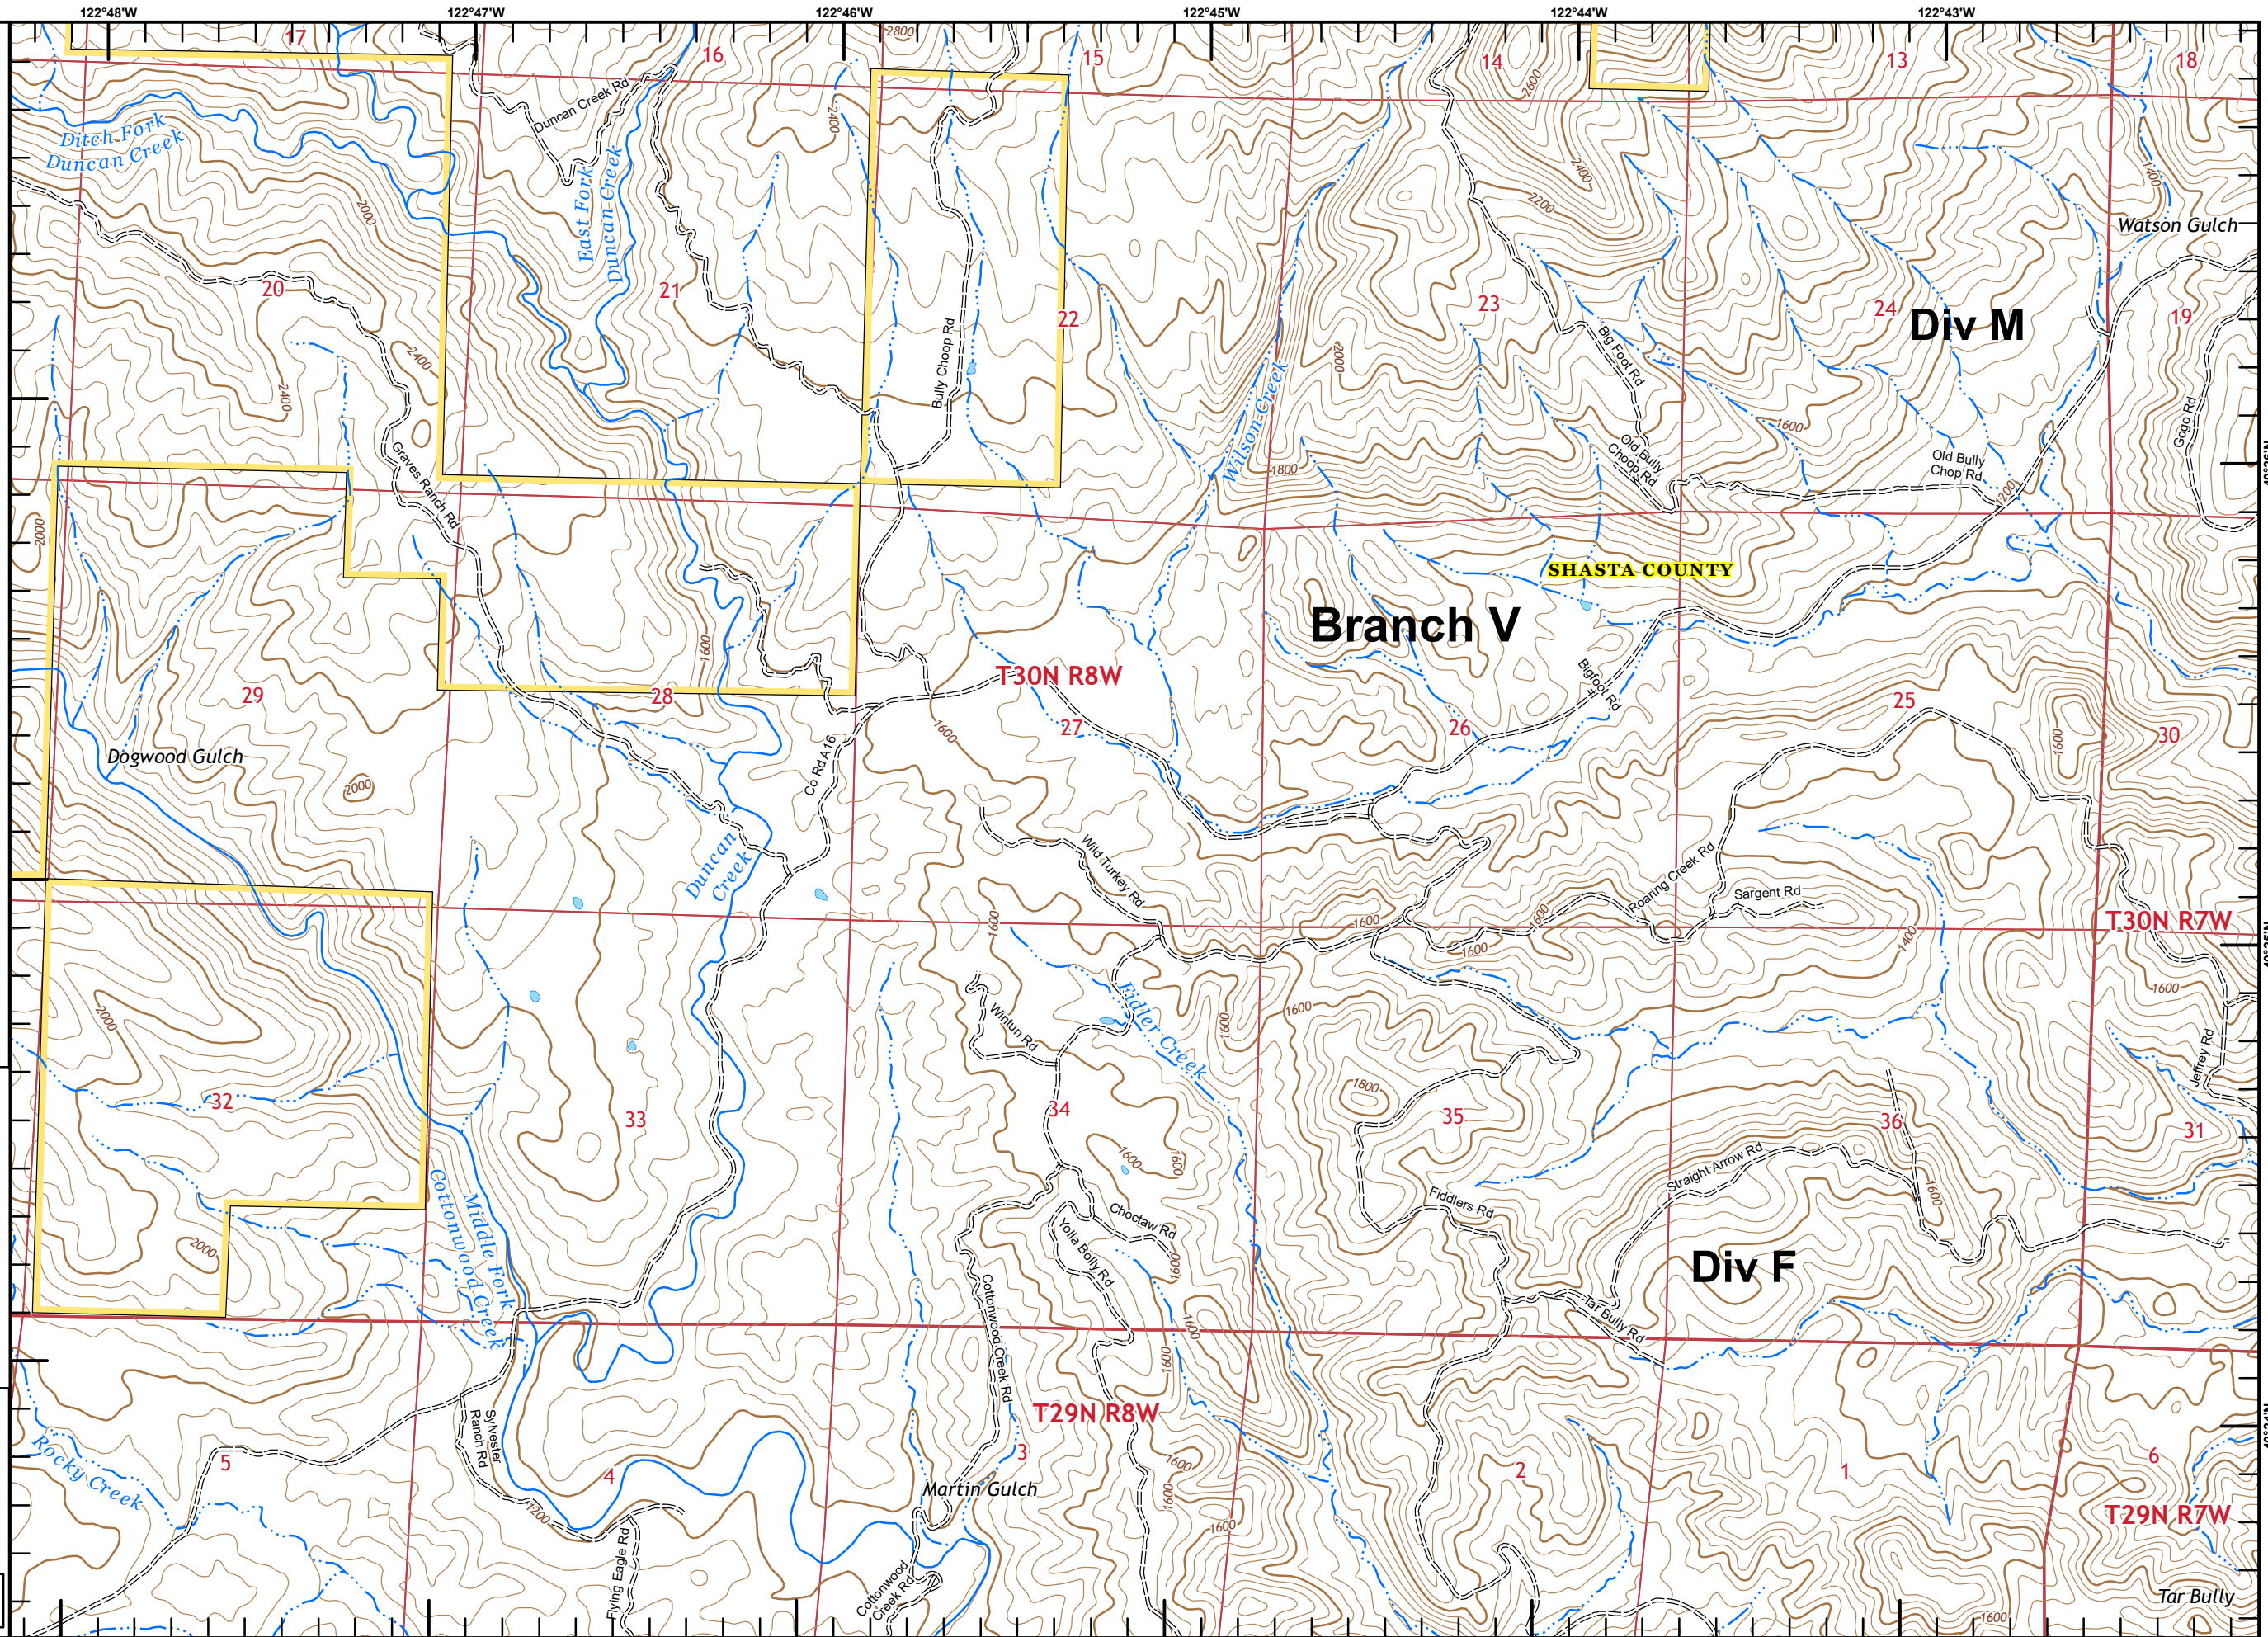 122°48'W
122°47'W
122°46'W
122°45'W
122°44'W
122°43'W
17
16
2800
15
14
13
18
Duncan Creek Rd
2600
2400
Ditch Fork
Duncan Creek
East Fork
Duncan Creek
2000
2400
2200
1400
Watson Gulch
20
21
22
23
24
19
Div M
Bully Choop Rd
Big Foot Rd
2000
2400
2400
Wilson Creek
Gogo Rd
1600
Graves Ranch Rd
1800
Old Bully
Choop Rd
Old Bully
Chop Rd
1200
2000
SHASTA COUNTY
Branch V
1600
T30N R8W
Bigfoot Rd
29
28
27
26
25
30
1600
1600
Dogwood Gulch
Co Rd A16
2000
Duncan
Creek
Wild Turkey Rd
Roaring Creek Rd
Sargent Rd
1600
1600
1600
1600
1400
T30N R7W
2000
Wintun Rd
Fidler Creek
1600
1600
1600
Jeffrey Rd
32
33
34
1800
35
36
31
1600
1600
Middle Fork
Cottonwood Creek
Choctaw Rd
Yolla Bolly Rd
1600
Fiddlers Rd
Straight Arrow Rd
1600
2000
Div F
Cottonwood Creek Rd
1600
1600
Tar Bully Rd
T29N R8W
Sylvester
Ranch Rd
Rocky Creek
5
4
3
2
1
6
1600
1600
1600
1200
Martin Gulch
T29N R7W
Flying Eagle Rd
Cottonwood
Creek Rd
Tar Bully
1600